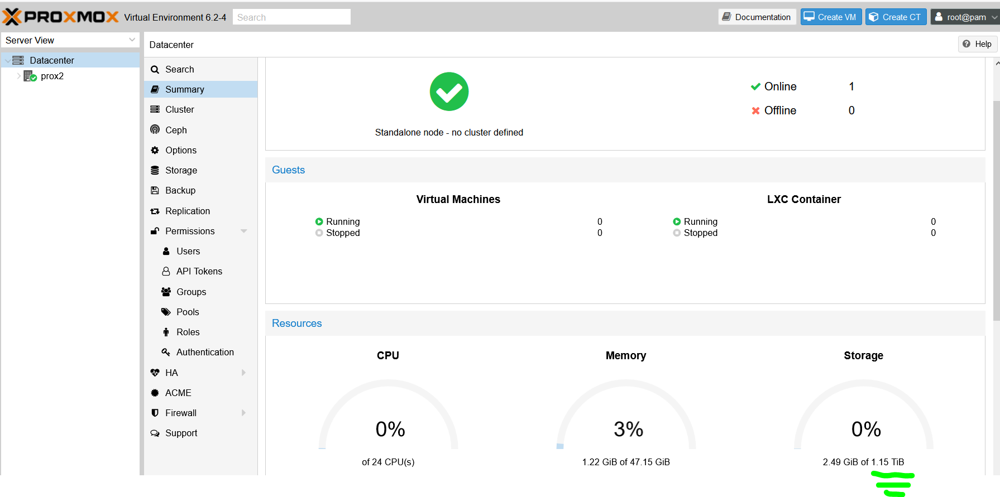 PROXMOX Virtual Environment 6.2-4 Search Documentation Create VM Create CT root@pam
Server View
Datacenter
prox2
Datacenter Help
Search
Summary
Cluster
Ceph
Options
Storage
Backup
Replication
Permissions
Users
API Tokens
Groups
Pools
Roles
Authentication
HA
ACME
Firewall
Support
Standalone node - no cluster defined
Online 1
Offline 0
Guests
Virtual Machines
Running 0
Stopped 0
LXC Container
Running 0
Stopped 0
Resources
CPU
0%
of 24 CPU(s)
Memory
3%
1.22 GiB of 47.15 GiB
Storage
0%
2.49 GiB of 1.15 TiB